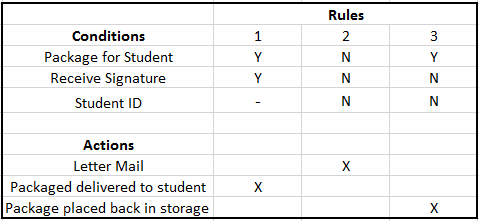 Rules
Conditions 1 2 3
Package for Student Y N Y
Receive Signature Y N N
Student ID - N N
Actions
Letter Mail X
Packaged delivered to student X
Package placed back in storage X